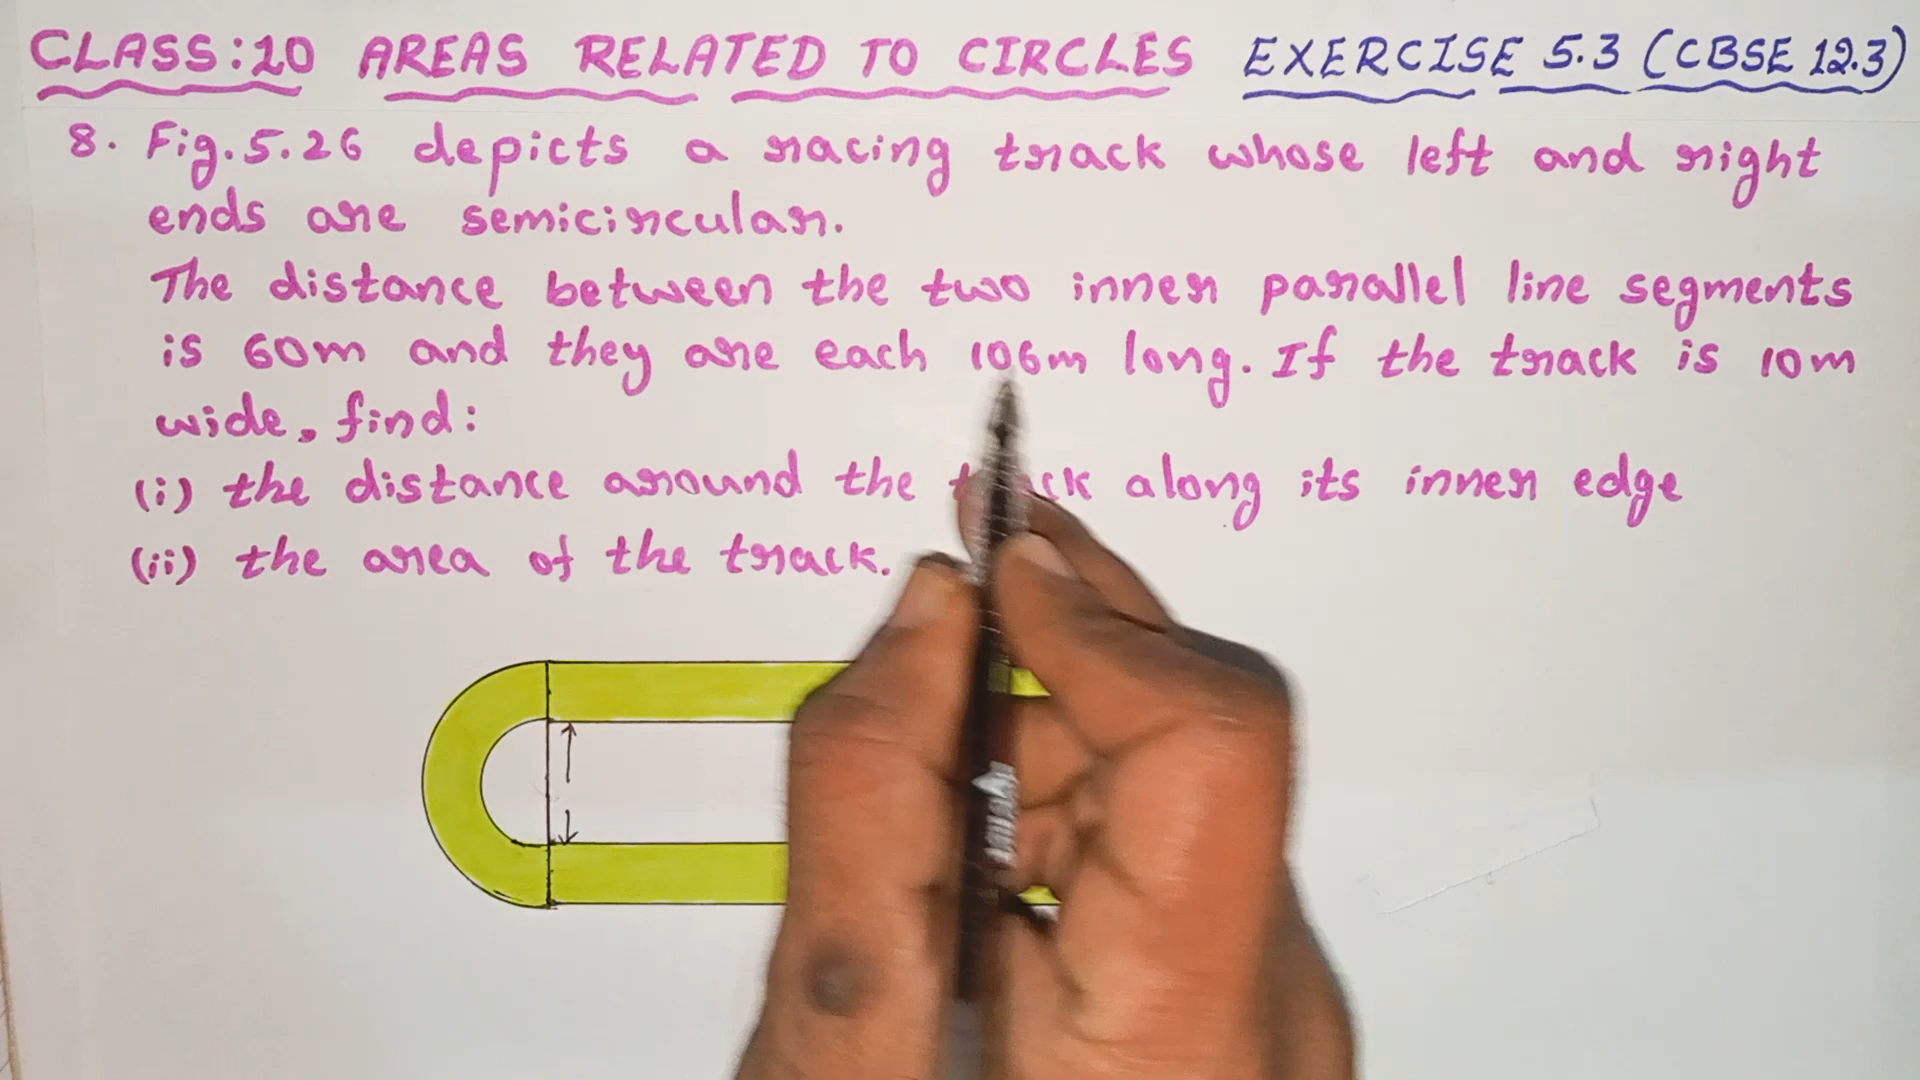 CLASS:10 AREAS RELATED TO CIRCLES EXERCISE 5.3 (CBSE 12.3)
8. Fig.5.26 depicts a racing track whose left and right
ends are semicircular.
The distance between the two inner parallel line segments
is 60m and they are each 106m long. If the track is 10m
wide, find:
(i) the distance around the track along its inner edge
(ii) the area of the track.